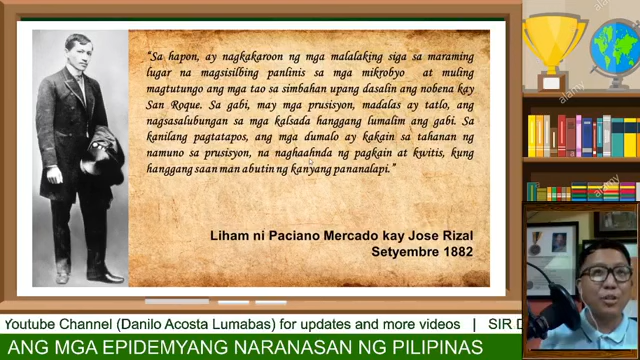 “Sa hapon, ay nagkakaroon ng mga malalaking siga sa maraming
lugar na magsisilbing panlinis sa mga mikrobyo at muling
magtutungo ang mga tao sa simbahan upang dasalin ang nobena kay
San Roque. Sa gabi, may mga prusisyon, madalas ay tatlo, ang
nagsasalubungan sa mga kalsada hanggang lumalim ang gabi. Sa
kanilang pagtatapos, ang mga dumalo ay kakain sa tahanan ng
namuno sa prusisyon, na naghaahnda ng pagkain at kwitis, kung
hanggang saan man abutin ng kanyang pananalapi.”
Liham ni Paciano Mercado kay Jose Rizal
Setyembre 1882
alamy
alamy
alamy
Youtube Channel (Danilo Acosta Lumabas) for updates and more videos | SIR D
ANG MGA EPIDEMYANG NARANASAN NG PILIPINAS